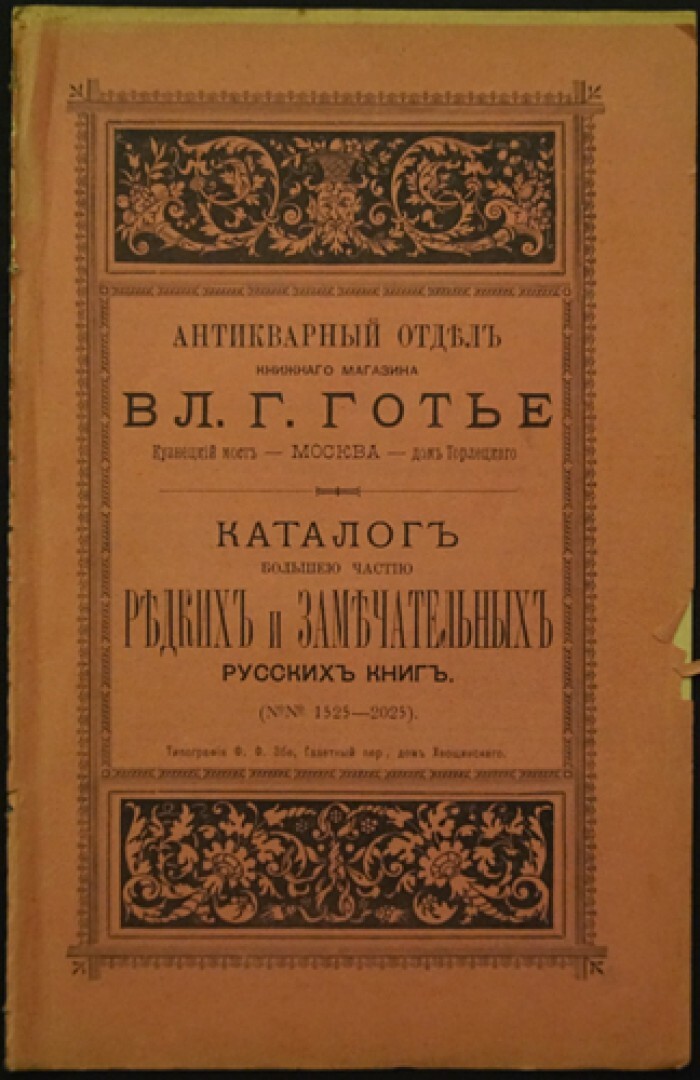 АНТИКВАРНЫЙ ОТДѢЛЪ
КНИЖНАГО МАГАЗИНА
ВЛ. Г. ГОТЬЕ
Кузнецкій мостъ — МОСКВА — домъ Торлецкаго
КАТАЛОГЪ
БОЛЬШЕЮ ЧАСТІЮ
РѢДКИХЪ И ЗАМѢЧАТЕЛЬНЫХЪ
РУССКИХЪ КНИГЪ.
(№№ 1525—2025).
Типографія Ф. Ф. Эбе, Газетный пер., домъ Хвощинскаго.